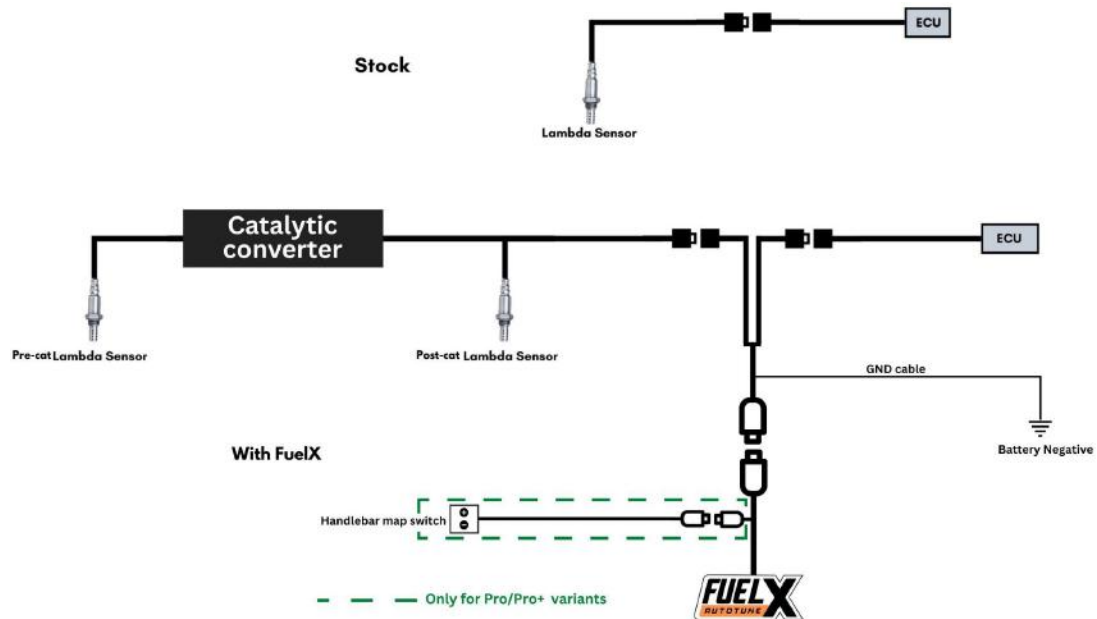 ECU
Stock
Lambda Sensor
Catalytic
converter
ECU
Pre-cat Lambda Sensor
Post-cat Lambda Sensor
GND cable
With FuelX
Battery Negative
Handlebar map switch
Only for Pro/Pro+ variants
FUELX
AUTOTUNE